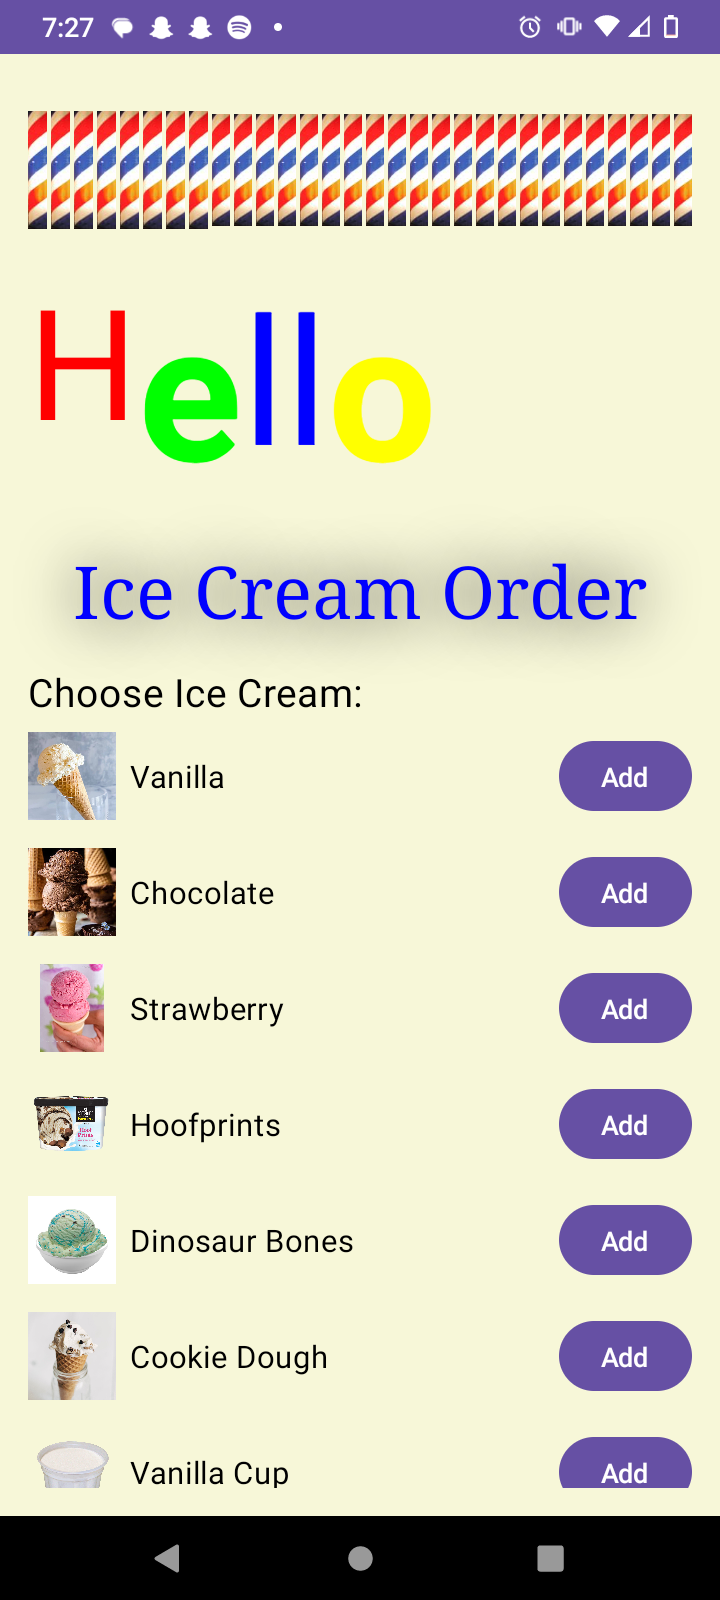 7:27
Hello
Ice Cream Order
Choose Ice Cream:
Vanilla Add
Chocolate Add
Strawberry Add
Hoofprints Add
Dinosaur Bones Add
Cookie Dough Add
Vanilla Cup Add